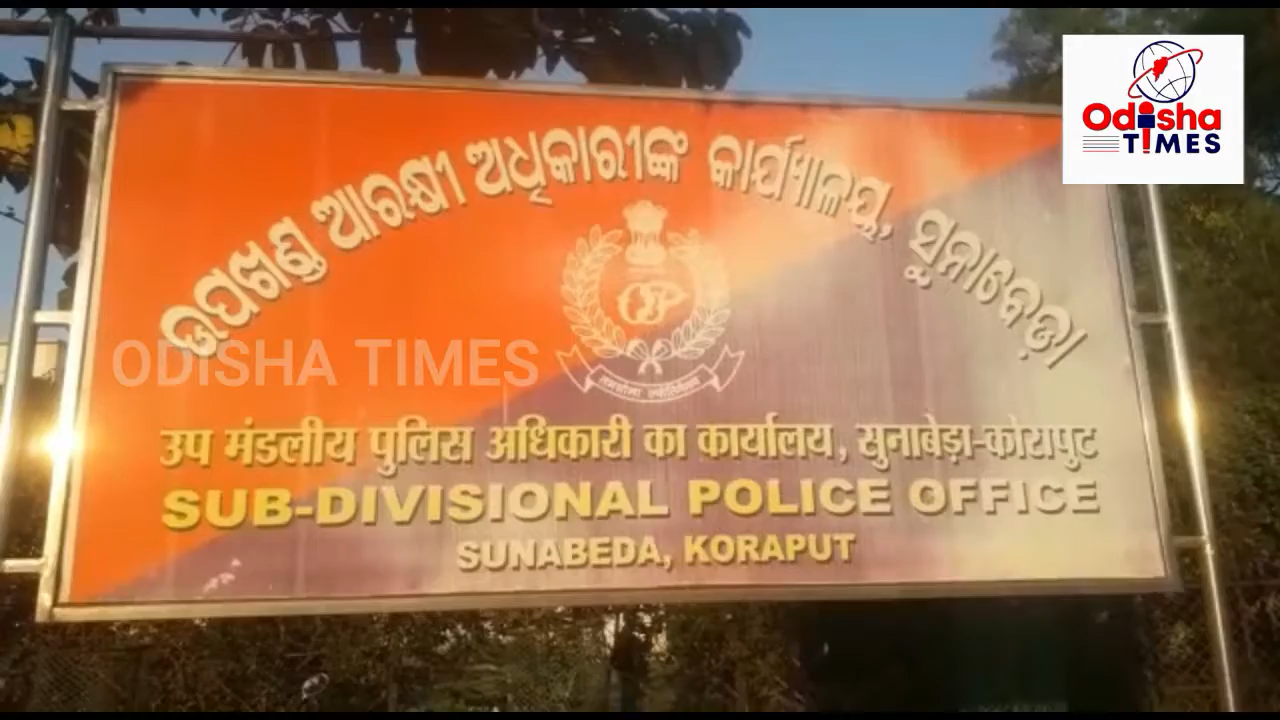 Odisha
TIMES
ଉପଖଣ୍ଡ ଆରକ୍ଷୀ ଅଧିକାରୀଙ୍କ କାର୍ଯ୍ୟାଳୟ, ସୁନାବେଡ଼ା
ODISHA TIMES
उप मंडलीय पुलिस अधिकारी का कार्यालय, सुनाबेड़ा-कोरापुट
SUB-DIVISIONAL POLICE OFFICE
SUNABEDA, KORAPUT